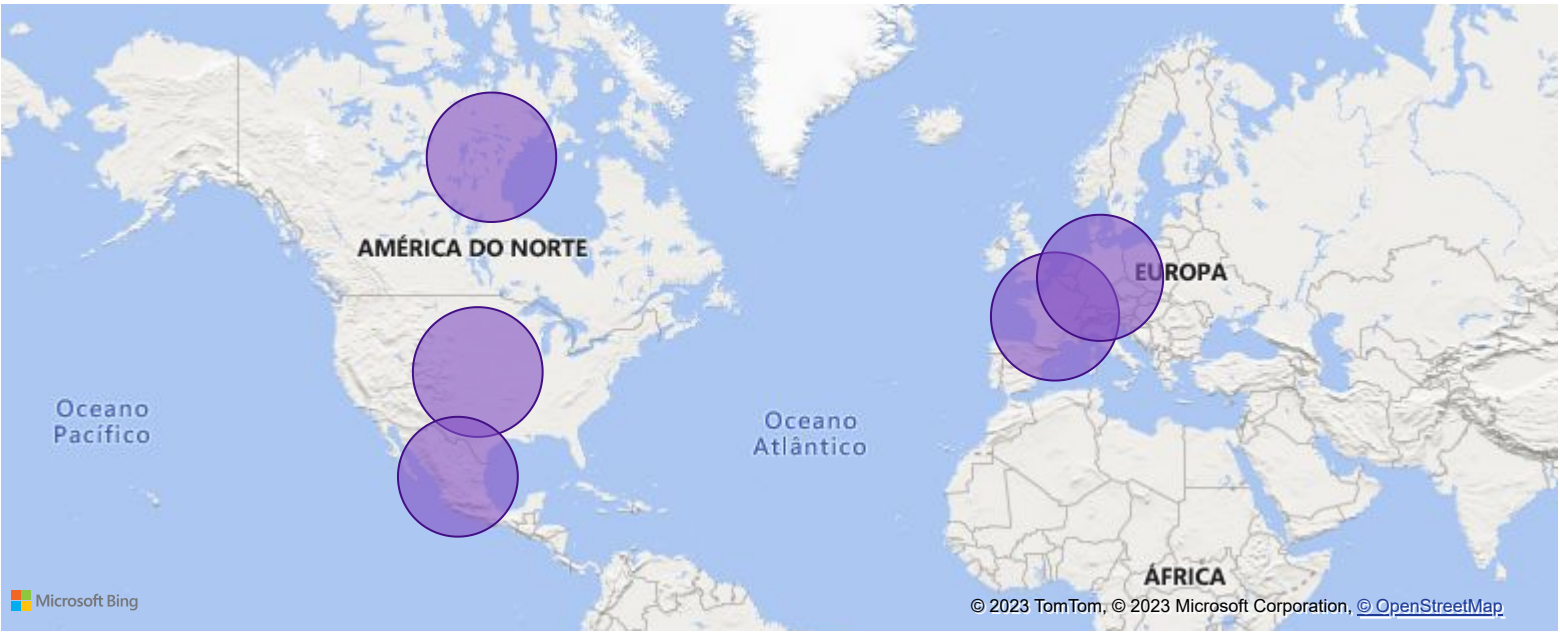 AMÉRICA DO NORTE
EUROPA
Oceano
Pacífico
Oceano
Atlântico
ÁFRICA
Microsoft Bing
© 2023 TomTom, © 2023 Microsoft Corporation, © OpenStreetMap